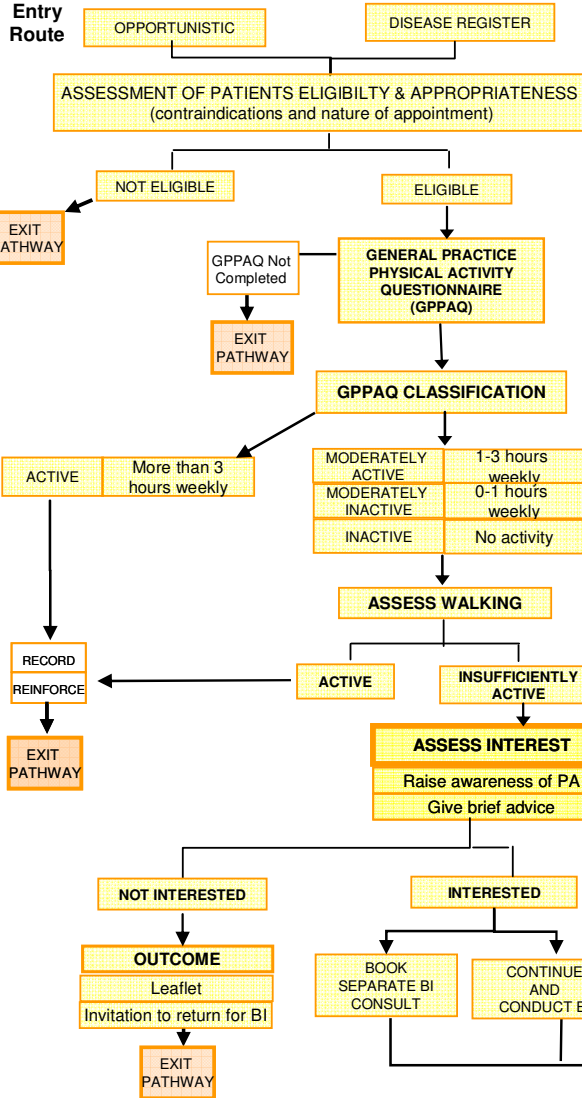 Entry
Route
OPPORTUNISTIC
DISEASE REGISTER
ASSESSMENT OF PATIENTS ELIGIBILTY & APPROPRIATENESS
(contraindications and nature of appointment)
NOT ELIGIBLE
ELIGIBLE
EXIT
ATHWAY
GPPAQ Not
Completed
GENERAL PRACTICE
PHYSICAL ACTIVITY
QUESTIONNAIRE
(GPPAQ)
EXIT
PATHWAY
GPPAQ CLASSIFICATION
ACTIVE
More than 3
hours weekly
MODERATELY
ACTIVE
1-3 hours
weekly
MODERATELY
INACTIVE
0-1 hours
weekly
INACTIVE
No activity
ASSESS WALKING
RECORD
REINFORCE
ACTIVE
INSUFFICIENTLY
ACTIVE
EXIT
PATHWAY
ASSESS INTEREST
Raise awareness of PA
Give brief advice
NOT INTERESTED
INTERESTED
OUTCOME
Leaflet
Invitation to return for BI
BOOK
SEPARATE BI
CONSULT
CONTINUE
AND
CONDUCT B
EXIT
PATHWAY